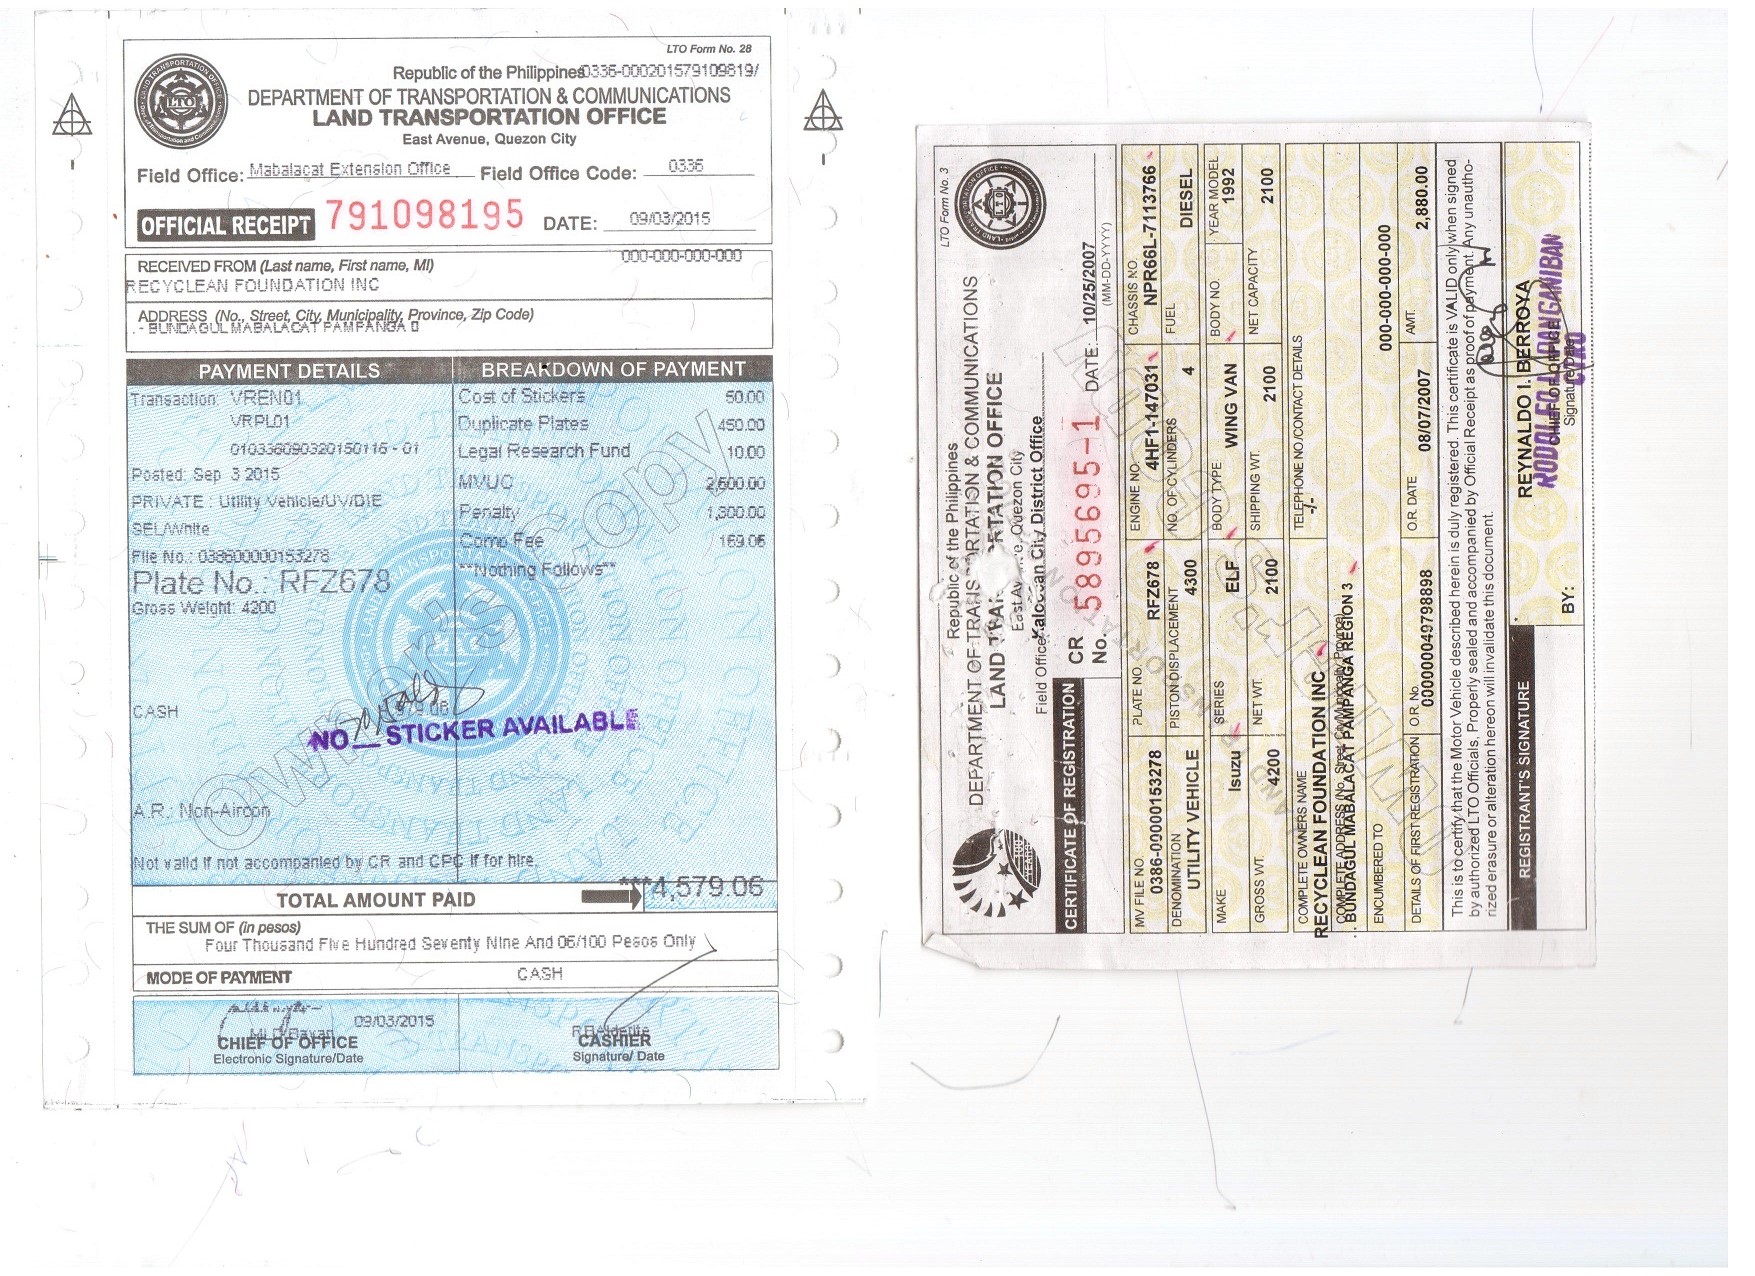 LTO Form No. 28
Republic of the Philippines 0336-000201579109819/
DEPARTMENT OF TRANSPORTATION & COMMUNICATIONS
LAND TRANSPORTATION OFFICE
East Avenue, Quezon City
Field Office: Mabalacat Extension Office Field Office Code: 0336
OFFICIAL RECEIPT 791098195 DATE: 09/03/2015
000-000-000-000
RECEIVED FROM (Last name, First name, MI)
RECYCLEAN FOUNDATION INC
ADDRESS (No., Street, City, Municipality, Province, Zip Code)
.- BUNDAGUL MABALACAT PAMPANGA 0
PAYMENT DETAILS BREAKDOWN OF PAYMENT
Transaction: VREN01 Cost of Stickers 50.00
VRPL01 Duplicate Plates 450.00
010336090320150116 - 01 Legal Research Fund 10.00
Posted: Sep 3 2015 MVUC 2,600.00
PRIVATE : Utility Vehicle/UV/DIE Penalty 1,300.00
SEL/White Comp Fee 169.06
File No.: 038600000153278 **Nothing Follows**
Plate No.: RFZ678
Gross Weight: 4200
Owner's Copy
CASH
NO STICKER AVAILABLE
A.R.: Non-Aircon
Not valid if not accompanied by CR and CPC if for hire.
TOTAL AMOUNT PAID ***4,579.06
THE SUM OF (in pesos)
Four Thousand Five Hundred Seventy Nine And 06/100 Pesos Only
MODE OF PAYMENT CASH
09/03/2015
CHIEF OF OFFICE CASHIER
Electronic Signature/Date Signature/ Date
LTO Form No. 3
Republic of the Philippines
DEPARTMENT OF TRANSPORTATION & COMMUNICATIONS
LAND TRANSPORTATION OFFICE
East Avenue, Quezon City
Field Office: Kalookan City District Office
CERTIFICATE OF REGISTRATION CR No. 5895695-1 DATE: 10/25/2007
(MM-DD-YYYY)
MV FILE NO. PLATE NO. ENGINE NO. CHASSIS NO.
0386-00000153278 RFZ678 4HF1-147031 NPR66L-7113766
DENOMINATION PISTON DISPLACEMENT NO. OF CYLINDERS FUEL
UTILITY VEHICLE 4300 4 DIESEL
MAKE SERIES BODY TYPE BODY NO. YEAR MODEL
Isuzu ELF WING VAN 1992
GROSS WT. NET WT. SHIPPING WT. NET CAPACITY
4200 2100 2100 2100
COMPLETE OWNERS NAME TELEPHONE NO./CONTACT DETAILS
RECYCLEAN FOUNDATION INC -/-
COMPLETE ADDRESS (No., Street, City, Municipality, Province)
.. BUNDAGUL MABALACAT PAMPANGA REGION 3
ENCUMBERED TO 000-000-000-000
DETAILS OF FIRST REGISTRATION O.R. No. O.R. DATE AMT.
000000049798898 08/07/2007 2,880.00
This is to certify that the Motor Vehicle described herein is duly registered. This certificate is VALID only when signed
by authorized LTO Officials, Properly sealed and accompanied by Official Receipt as proof of payment. Any unautho-
rized erasure or alteration hereon will invalidate this document.
REGISTRANT'S SIGNATURE REYNALDO I. BERROYA
BY: CHIEF OF OFFICE
Signature/Date